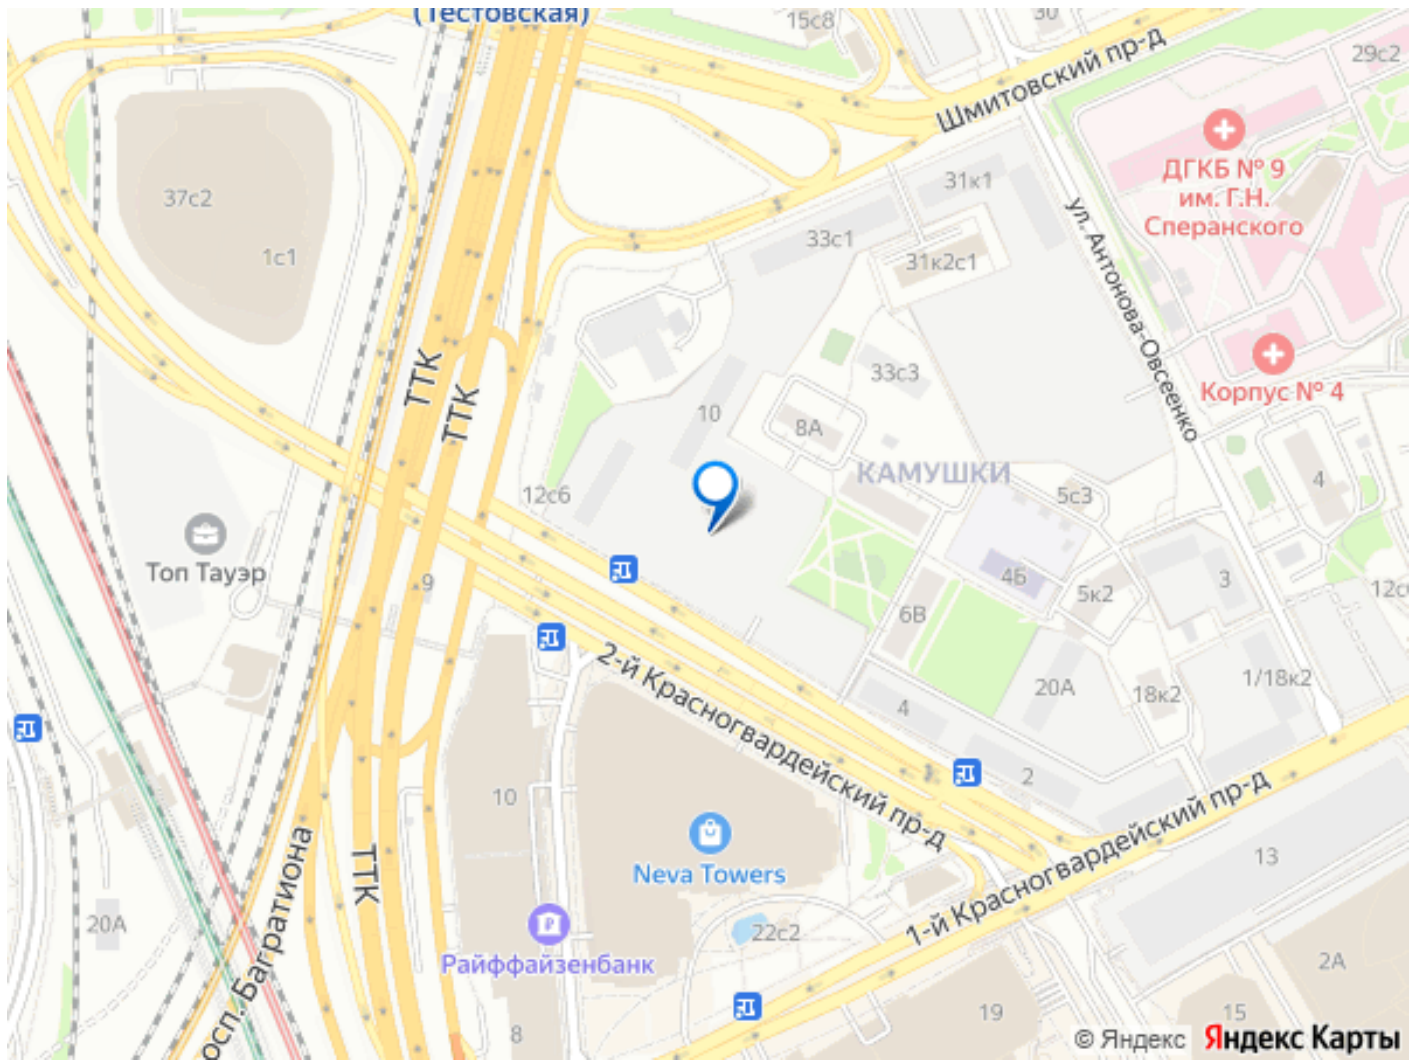 (Тестовская)
15с8
30
29с2
Шмитовский пр-д
ДГКБ № 9
им. Г.Н.
Сперанского
37с2
1с1
31к1
33с1
31к2с1
ул. Антонова-Овсеенко
ТТК
ТТК
33с3
Корпус № 4
10
8А
КАМУШКИ
12с6
5с3
4
Топ Тауэр
9
4Б
5к2
3
6В
2-й Красногвардейский пр-д
20А
18к2
1/18к2
4
2
10
Neva Towers
ТТК
просп. Багратиона
1-й Красногвардейский пр-д
13
20А
22с2
Райффайзенбанк
2А
8
19
15
© Яндекс Яндекс Карты